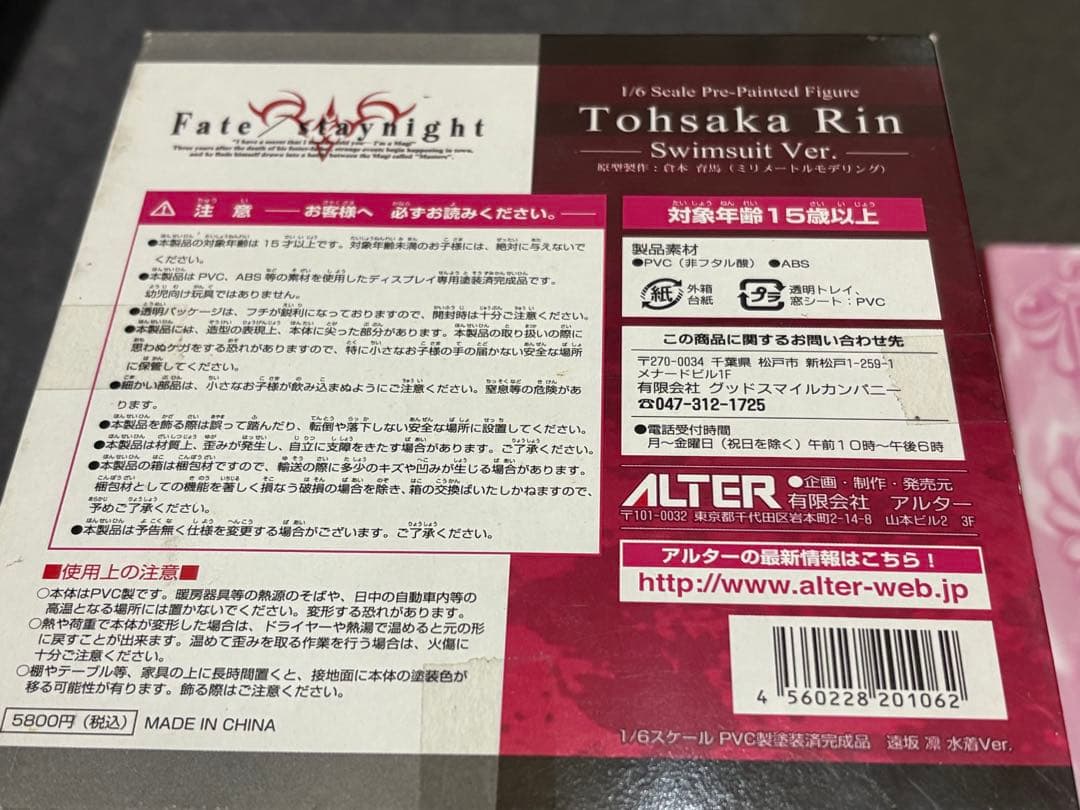 Fate/stay night
"I have a secret that I
Three years after the death of his foster-father, strange events begin happening in town,
and he finds himself drawn into a battle between the Magi called "Masters".
1/6 Scale Pre-Painted Figure
Tohsaka Rin
Swimsuit Ver.
原型製作：倉本 育馬（ミリメートルモデリング）
注意 お客様へ 必ずお読みください。
●本製品の対象年齢は15才以上です。対象年齢未満のお子様には、絶対に与えないで
ください。
●本製品はPVC、ABS等の素材を使用したディスプレイ専用塗装済完成品です。
幼児向け玩具ではありません。
●透明パッケージは、フチが鋭利になっておりますので、開封時は十分ご注意ください。
●本製品には、造型の表現上、本体に尖った部分があります。本製品の取り扱いの際に
思わぬケガをする恐れがありますので、特に小さなお子様の手の届かない安全な場所
に保管してください。
●細かい部品は、小さなお子様が飲み込まぬようにご注意ください。窒息等の危険があ
ります。
●本製品を飾る際は誤って踏んだり、転倒や落下しない安全な場所に設置してください。
●本製品は材質上、歪みが発生し、自立に支障をきたす場合があります。ご了承ください。
●本製品の箱は梱包材ですので、輸送の際に多少のキズや凹みが生じる場合があります。
梱包材としての機能を著しく損なう破損の場合を除き、箱の交換ばいたしかねますので、
予めご了承ください。
●本製品は予告無く仕様を変更する場合がございます。ご了承ください。
■使用上の注意■
○本体はPVC製です。暖房器具等の熱源のそばや、日中の自動車内等の
高温となる場所には置かないでください。変形する恐れがあります。
○熱や荷重で本体が変形した場合は、ドライヤーや熱湯で温めると元の形
に戻すことが出来ます。温めて歪みを取る作業を行う場合は、火傷に
十分ご注意ください。
○棚やテーブル等、家具の上に長時間置くと、接地面に本体の塗装色が
移る可能性が有ります。飾る際はご注意ください。
5800円（税込） MADE IN CHINA
対象年齢15歳以上
製品素材
●PVC（非フタル酸） ●ABS
紙 外箱 台紙
プラ 透明トレイ、窓シート：PVC
この商品に関するお問い合わせ先
〒270-0034 千葉県 松戸市 新松戸1-259-1
メナードビル1F
有限会社 グッドスマイルカンパニー
☎047-312-1725
●電話受付時間
月～金曜日（祝日を除く）午前10時～午後6時
ALTER ●企画・制作・発売元
有限会社 アルター
〒101-0032 東京都千代田区岩本町2-14-8 山本ビル2 3F
アルターの最新情報はこちら！
http://www.alter-web.jp
4 560228 201062
1/6スケール PVC製塗装済完成品 遠坂 凛 水着Ver.